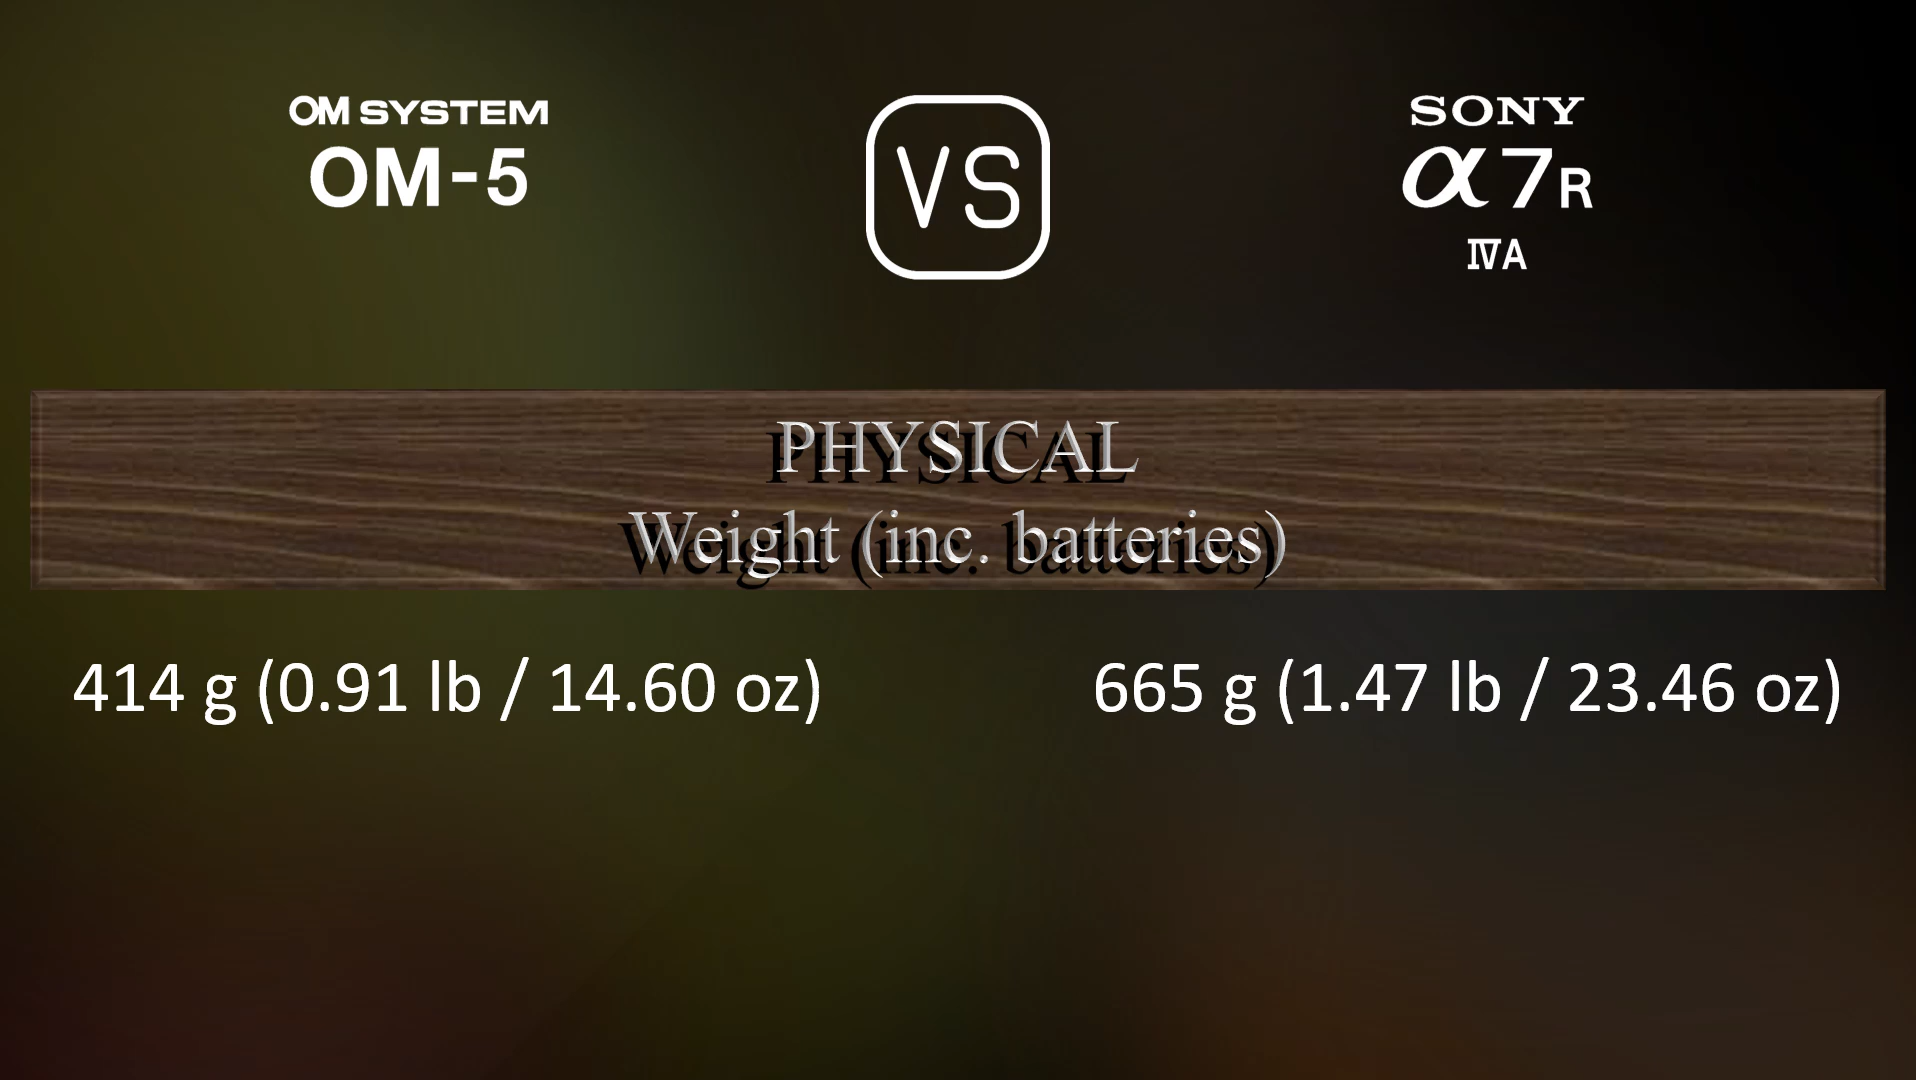 OM SYSTEM
OM-5
VS
SONY
α7R
IVA
PHYSICAL
Weight (inc. batteries)
414 g (0.91 lb / 14.60 oz)
665 g (1.47 lb / 23.46 oz)